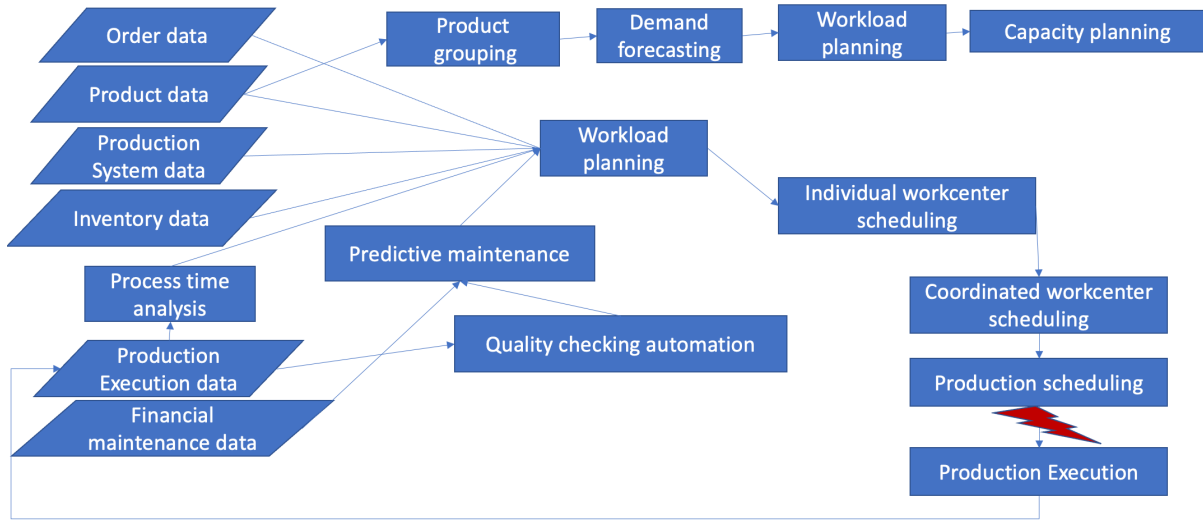 Order data
Product
grouping
Demand
forecasting
Workload
planning
Capacity planning
Product data
Production
System data
Workload
planning
Inventory data
Individual workcenter
scheduling
Predictive maintenance
Process time
analysis
Coordinated workcenter
scheduling
Quality checking automation
Production
Execution data
Production scheduling
Financial
maintenance data
Production Execution